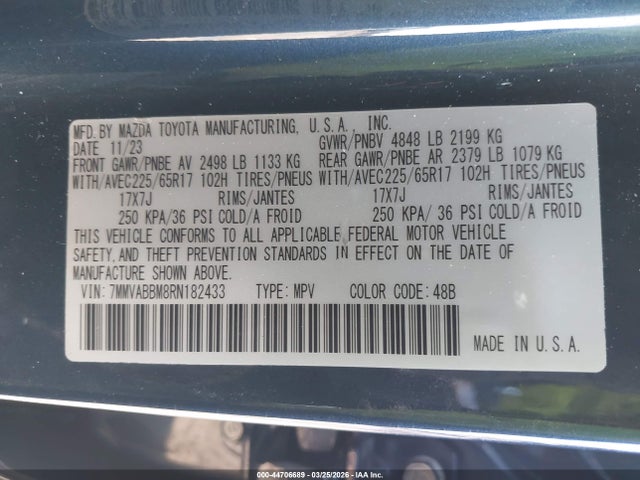 MFD. BY MAZDA TOYOTA MANUFACTURING, U.S.A. INC.
DATE 11/23 GVWR/PNBV 4848 LB 2199 KG
FRONT GAWR/PNBE AV 2498 LB 1133 KG REAR GAWR/PNBE AR 2379 LB 1079 KG
WITH/AVEC225/65R17 102H TIRES/PNEUS WITH/AVEC225/65R17 102H TIRES/PNEUS
17X7J RIMS/JANTES 17X7J RIMS/JANTES
250 KPA/36 PSI COLD/A FROID 250 KPA/ 36 PSI COLD/A FROID
THIS VEHICLE CONFORMS TO ALL APPLICABLE FEDERAL MOTOR VEHICLE
SAFETY, AND THEFT PREVENTION STANDARDS IN EFFECT ON THE DATE OF
MANUFACTURE SHOWN ABOVE.
VIN: 7MMVABBM8RN182433 TYPE: MPV COLOR CODE: 48B
MADE IN U.S.A.
000-44706689 - 03/25/2026 - IAA Inc.